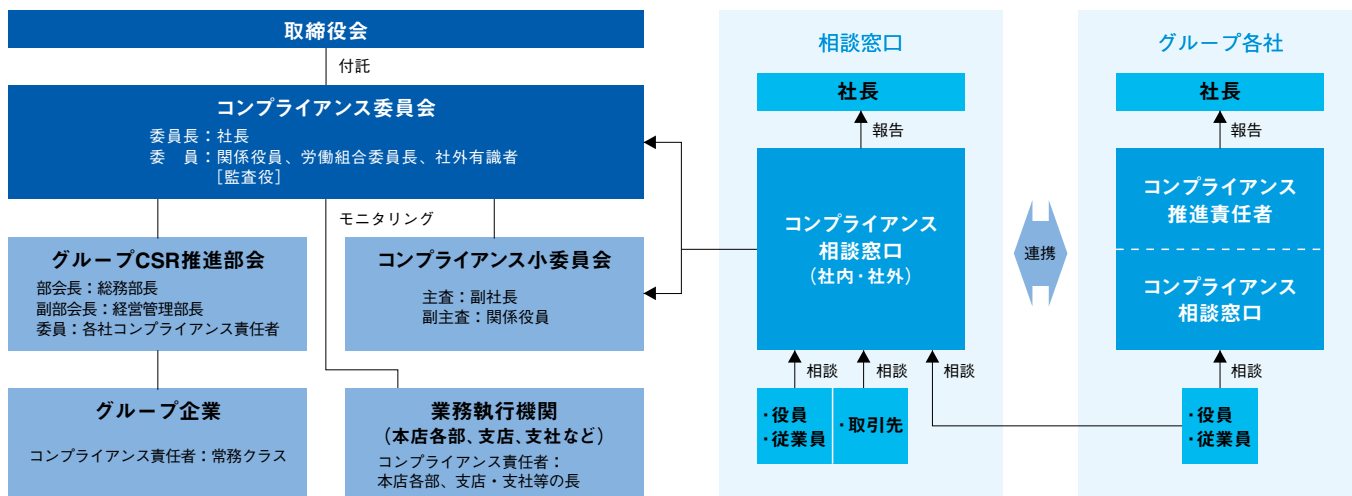 取締役会
付託
コンプライアンス委員会
委員長：社長
委　員：関係役員、労働組合委員長、社外有識者
［監査役］
モニタリング
グループCSR推進部会
部会長：総務部長
副部会長：経営管理部長
委員：各社コンプライアンス責任者
コンプライアンス小委員会
主査：副社長
副主査：関係役員
グループ企業
コンプライアンス責任者：常務クラス
業務執行機関
（本店各部、支店、支社など）
コンプライアンス責任者：
本店各部、支店・支社等の長
相談窓口
社長
報告
コンプライアンス
相談窓口
（社内・社外）
相談
相談
相談
・役員
・従業員
・取引先
連携
グループ各社
社長
報告
コンプライアンス
推進責任者
コンプライアンス
相談窓口
相談
・役員
・従業員